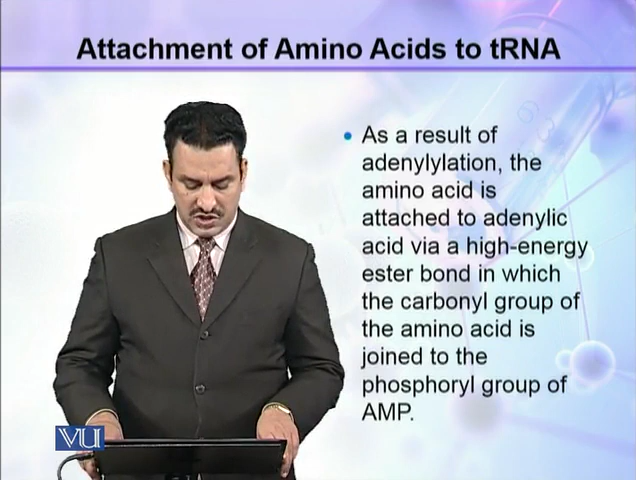 Attachment of Amino Acids to tRNA
• As a result of
adenylylation, the
amino acid is
attached to adenylic
acid via a high-energy
ester bond in which
the carbonyl group of
the amino acid is
joined to the
phosphoryl group of
AMP.
VU